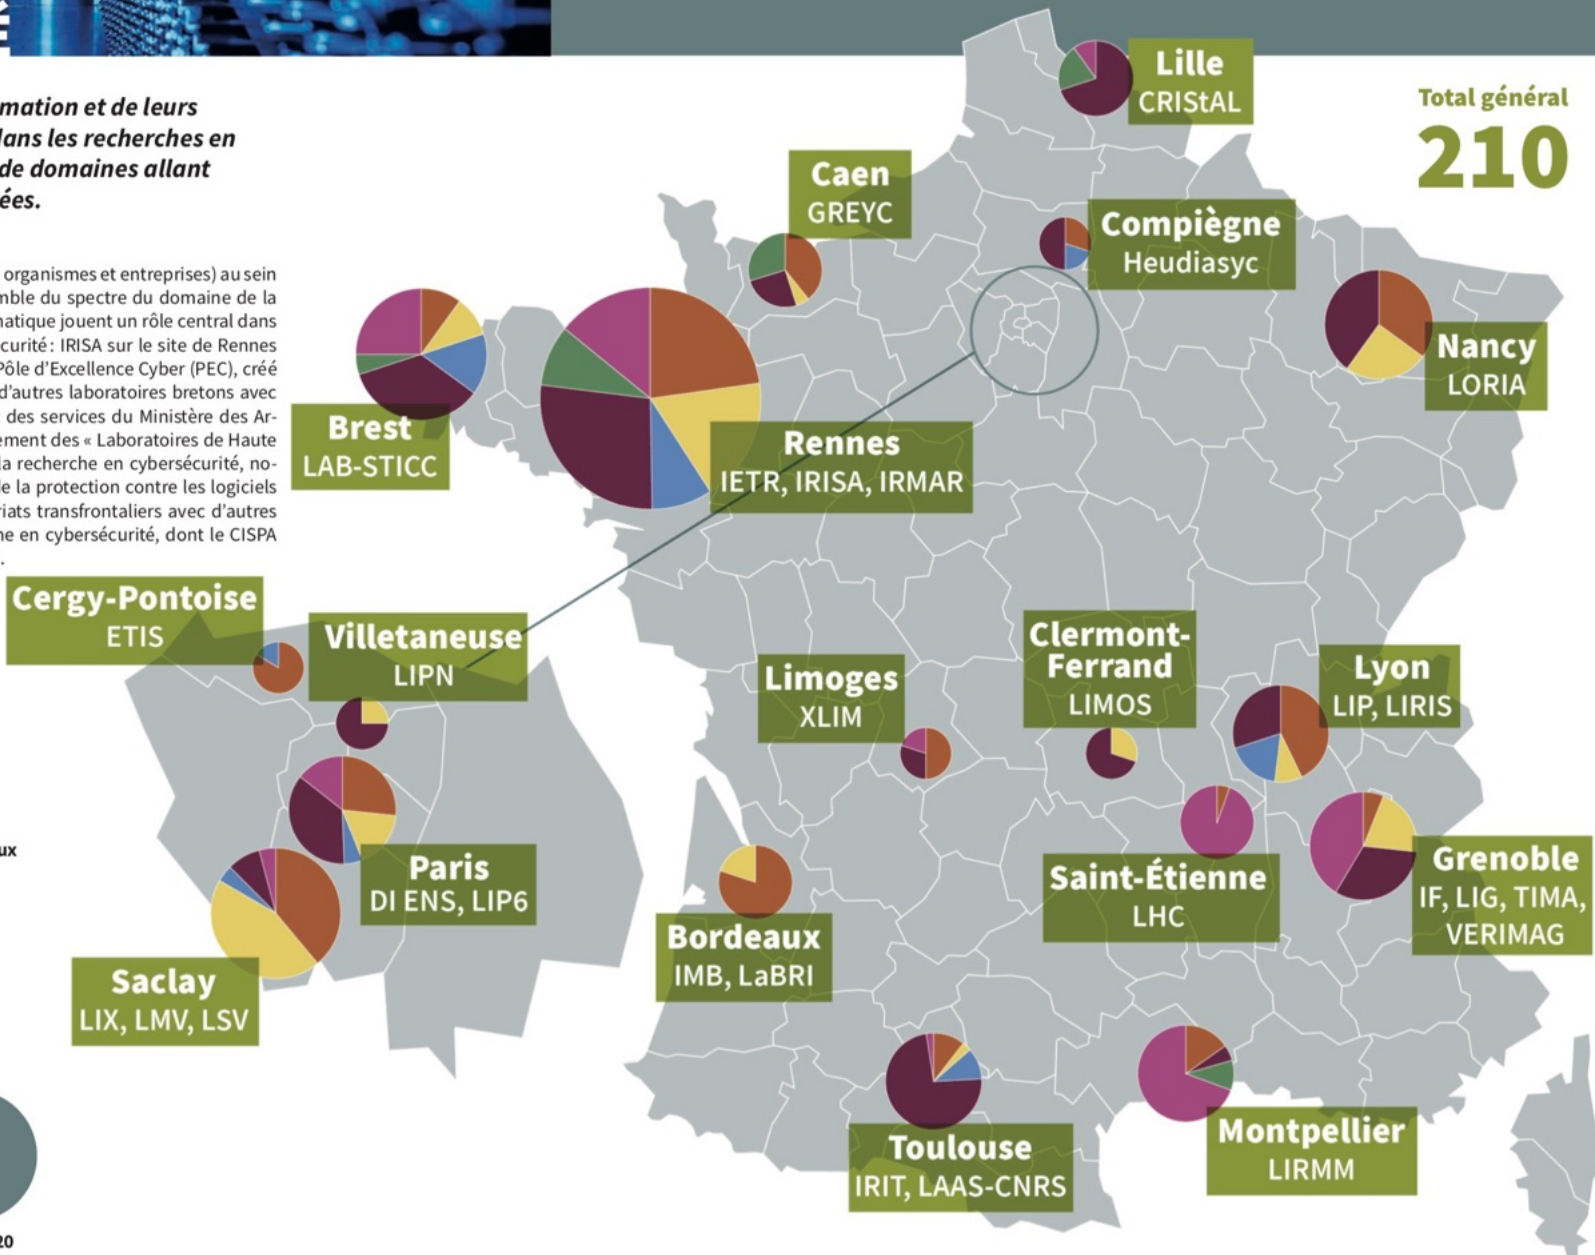 É
mation et de leurs
dans les recherches en
de domaines allant
ées.
organismes et entreprises) au sein
mble du spectre du domaine de la
natique jouent un rôle central dans
curité : IRISA sur le site de Rennes
Pôle d’Excellence Cyber (PEC), créé
d’autres laboratoires bretons avec
des services du Ministère des Ar-
ement des « Laboratoires de Haute
la recherche en cybersécurité, no-
de la protection contre les logiciels
riats transfrontaliers avec d’autres
ne en cybersécurité, dont le CISPA
.
Total général
210
Lille
CRIStAL
Caen
GREYC
Compiègne
Heudiasyc
Nancy
LORIA
Brest
LAB-STICC
Rennes
IETR, IRISA, IRMAR
Cergy-Pontoise
ETIS
Villetaneuse
LIPN
Limoges
XLIM
Clermont-
Ferrand
LIMOS
Lyon
LIP, LIRIS
Paris
DI ENS, LIP6
Saclay
LIX, LMV, LSV
Bordeaux
IMB, LaBRI
Saint-Étienne
LHC
Grenoble
IF, LIG, TIMA,
VERIMAG
Toulouse
IRIT, LAAS-CNRS
Montpellier
LIRMM
ux
20